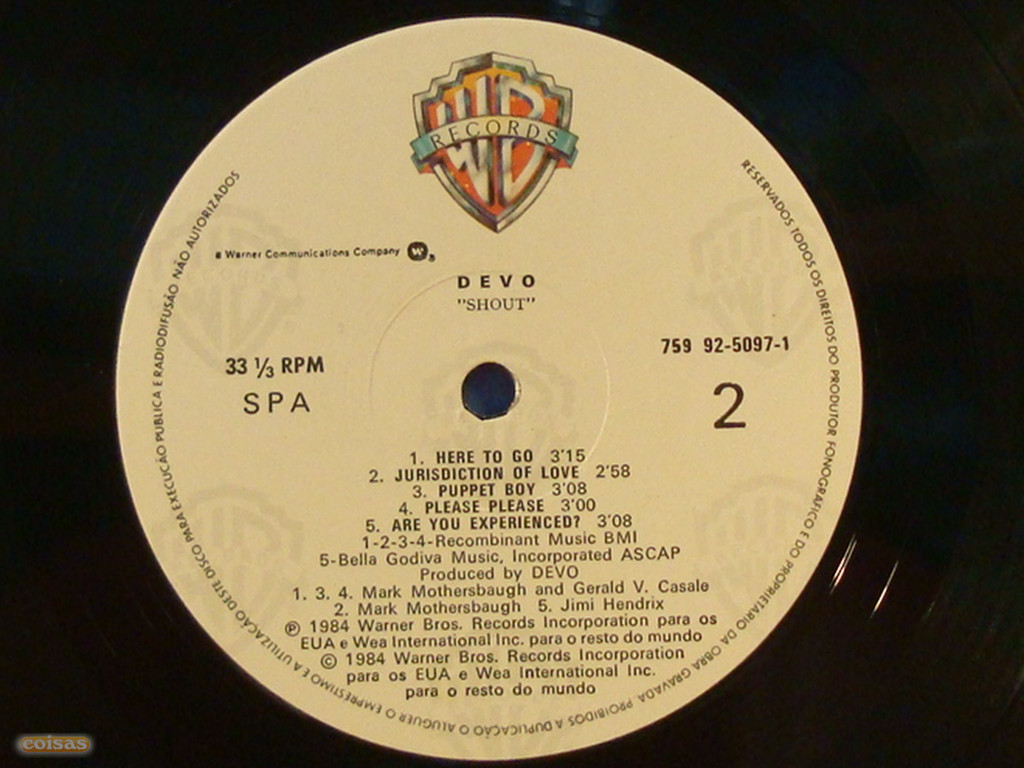 RECORDS
a Warner Communications Company
DEVO
"SHOUT"
33 ⅓ RPM
SPA
759 92-5097-1
2
1. HERE TO GO 3'15
2. JURISDICTION OF LOVE 2'58
3. PUPPET BOY 3'08
4. PLEASE PLEASE 3'00
5. ARE YOU EXPERIENCED? 3'08
1-2-3-4-Recombinant Music BMI
5-Bella Godiva Music, Incorporated ASCAP
Produced by DEVO
1. 3. 4. Mark Mothersbaugh and Gerald V. Casale
2. Mark Mothersbaugh 5. Jimi Hendrix
℗ 1984 Warner Bros. Records Incorporation para os
EUA e Wea International Inc. para o resto do mundo
© 1984 Warner Bros. Records Incorporation
para os EUA e Wea International Inc.
para o resto do mundo
RESERVADOS TODOS OS DIREITOS DO PRODUTOR FONOGRAFICO E DO PROPRIETARIO DA OBRA GRAVADA. PROIBIDOS A DUPLICAÇÃO O ALUGUER O EMPRESTIMO E A UTILIZAÇÃO DESTE DISCO PARA EXECUÇÃO PUBLICA E RADIODIFUSÃO NÃO AUTORIZADOS
coisas